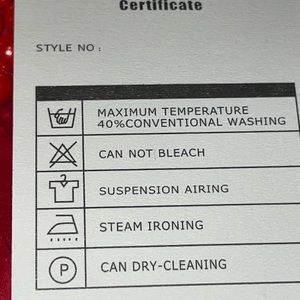 Certificate
STYLE NO :
MAXIMUM TEMPERATURE
40%CONVENTIONAL WASHING
CAN NOT BLEACH
SUSPENSION AIRING
STEAM IRONING
P
CAN DRY-CLEANING